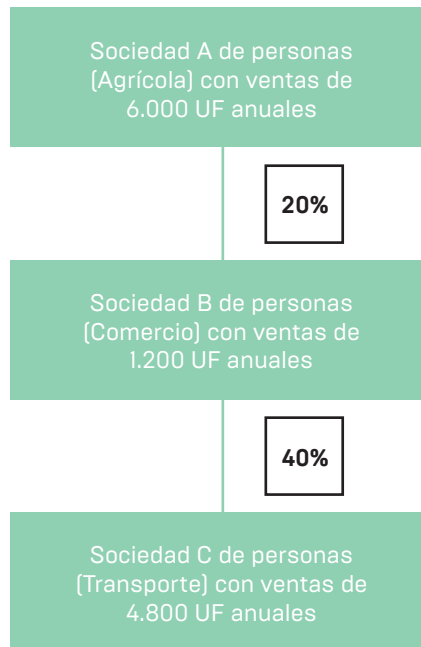 Sociedad A de personas
(Agrícola) con ventas de
6.000 UF anuales
20%
Sociedad B de personas
(Comercio) con ventas de
1.200 UF anuales
40%
Sociedad C de personas
(Transporte) con ventas de
4.800 UF anuales